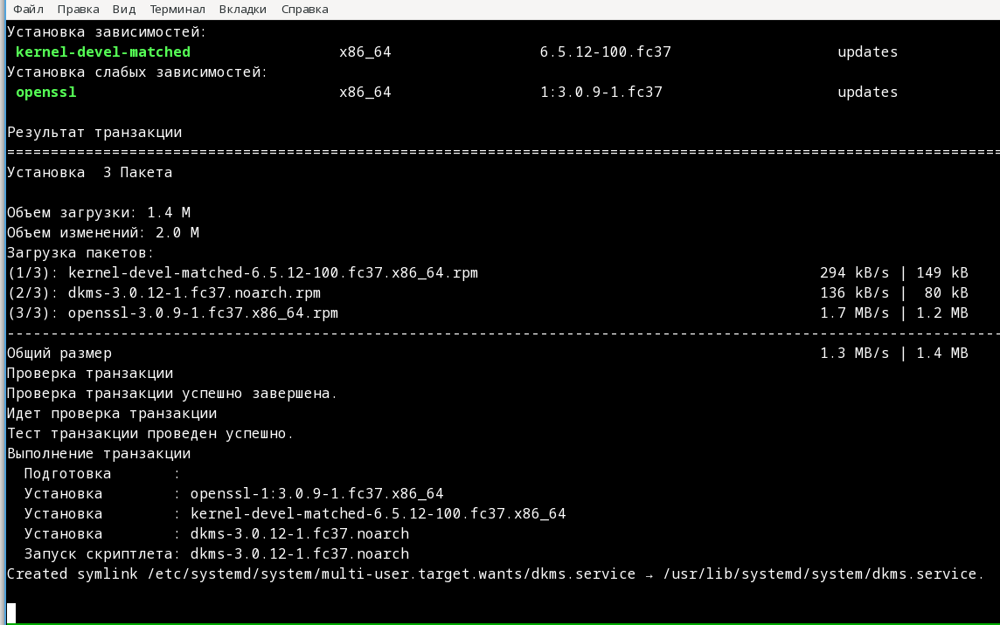 Файл Правка Вид Терминал Вкладки Справка
Установка зависимостей:
kernel-devel-matched x86_64 6.5.12-100.fc37 updates
Установка слабых зависимостей:
openssl x86_64 1:3.0.9-1.fc37 updates
Результат транзакции
================================================================================================================
Установка 3 Пакета
Объем загрузки: 1.4 M
Объем изменений: 2.0 M
Загрузка пакетов:
(1/3): kernel-devel-matched-6.5.12-100.fc37.x86_64.rpm 294 kB/s | 149 kB
(2/3): dkms-3.0.12-1.fc37.noarch.rpm 136 kB/s | 80 kB
(3/3): openssl-3.0.9-1.fc37.x86_64.rpm 1.7 MB/s | 1.2 MB
----------------------------------------------------------------------------------------------------------------
Общий размер 1.3 MB/s | 1.4 MB
Проверка транзакции
Проверка транзакции успешно завершена.
Идет проверка транзакции
Тест транзакции проведен успешно.
Выполнение транзакции
Подготовка :
Установка : openssl-1:3.0.9-1.fc37.x86_64
Установка : kernel-devel-matched-6.5.12-100.fc37.x86_64
Установка : dkms-3.0.12-1.fc37.noarch
Запуск скриптлета: dkms-3.0.12-1.fc37.noarch
Created symlink /etc/systemd/system/multi-user.target.wants/dkms.service → /usr/lib/systemd/system/dkms.service.